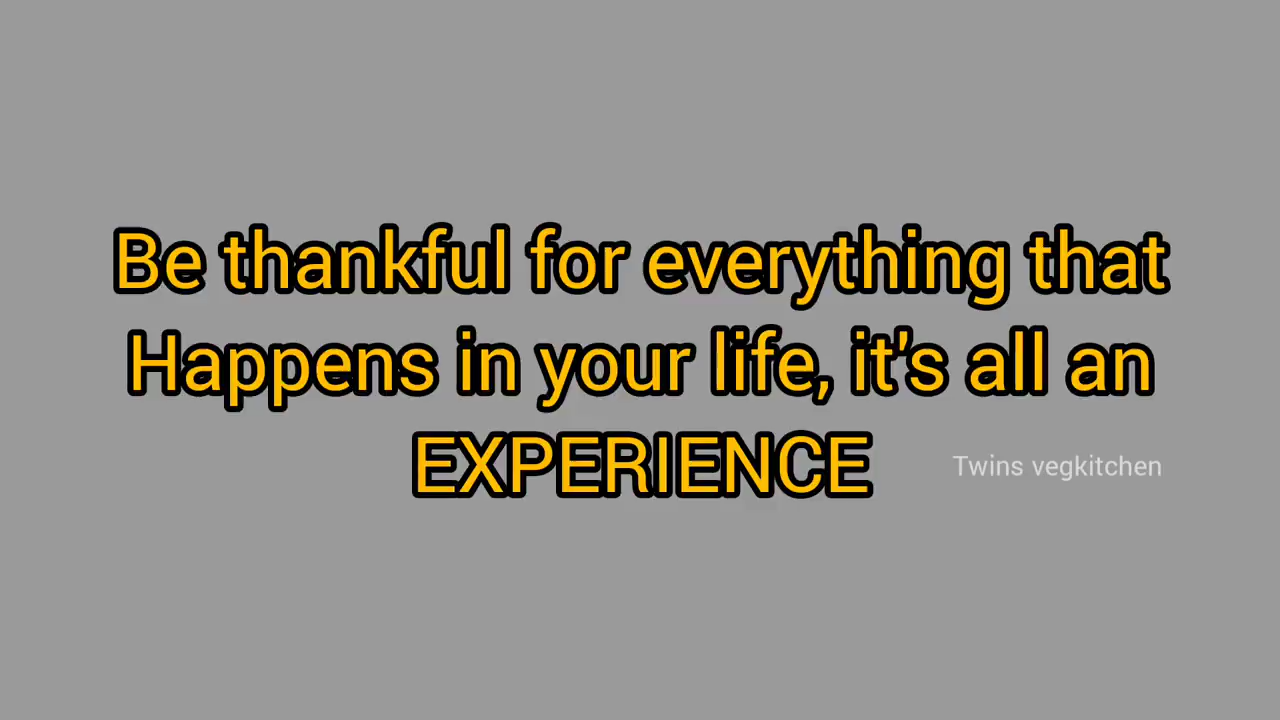 Be thankful for everything that
Happens in your life, it's all an
EXPERIENCE
Twins vegkitchen